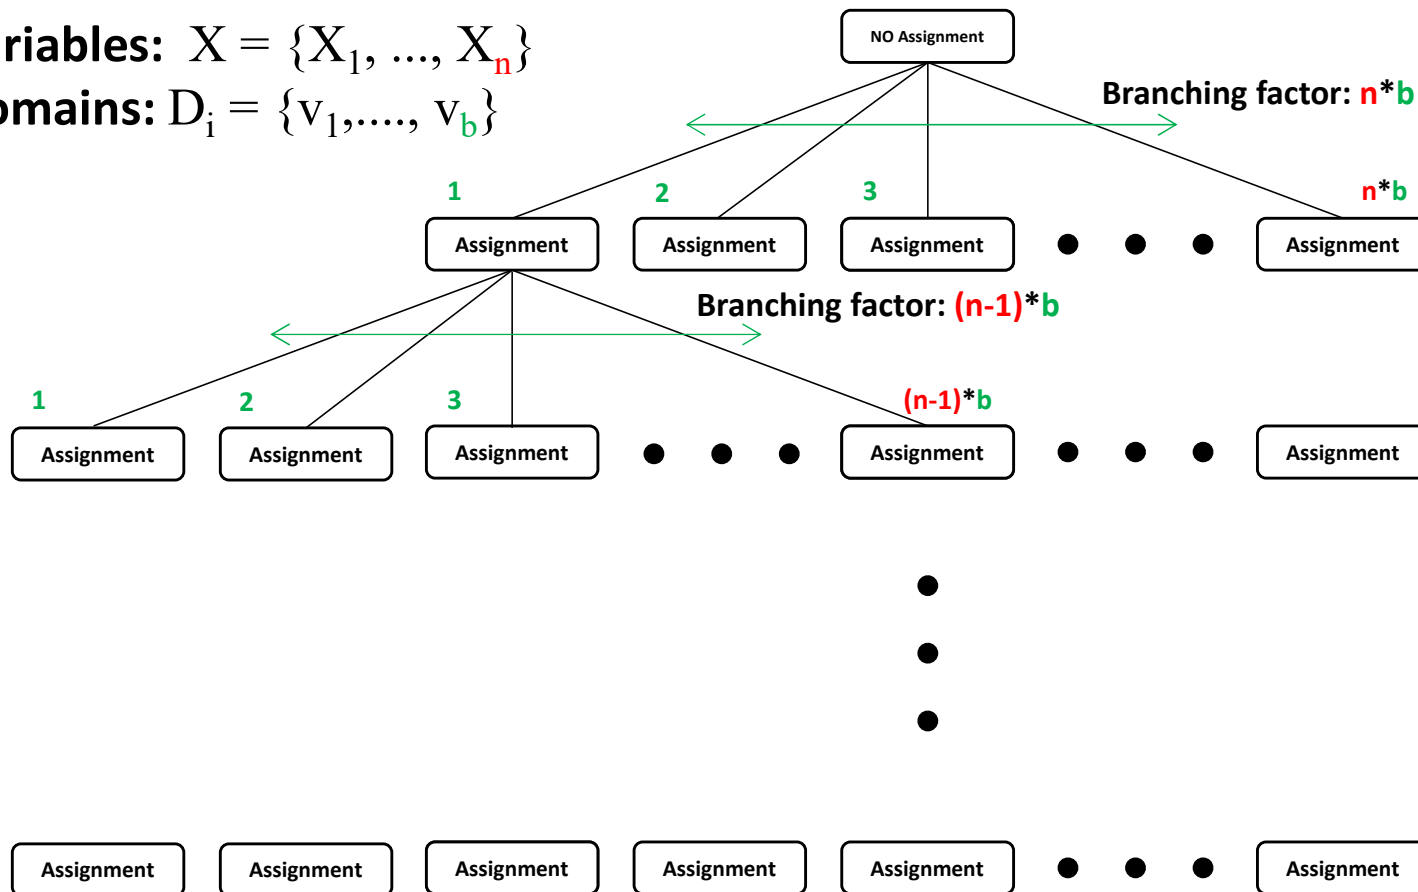 riables: X = {X1, ..., Xn}
NO Assignment
omains: Di = {v1,...., vb}
Branching factor: n*b
1
2
3
n*b
Assignment
Assignment
Assignment
Assignment
Branching factor: (n-1)*b
1
2
3
(n-1)*b
Assignment
Assignment
Assignment
Assignment
Assignment
Assignment
Assignment
Assignment
Assignment
Assignment
Assignment